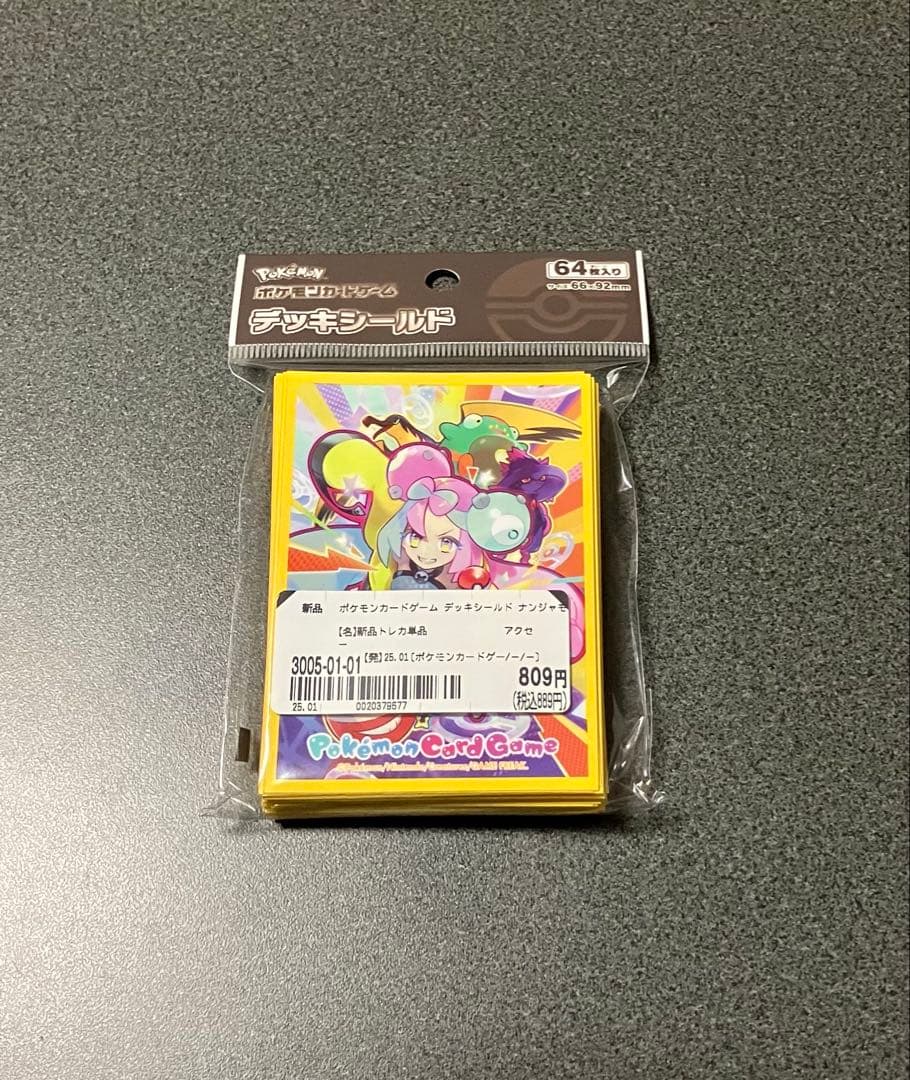 Pokémon
ポケモンカードゲーム
デッキシールド
64枚入り
サイズ 66×92mm
新品 ポケモンカードゲーム デッキシールド ナンジャモ
【名】新品トレカ単品 アクセ
ー
3005-01-01 【発】25.01[ポケモンカードゲー/ー/ー]
809円
(税込889円)
25.01 0020379577
Pokémon Card Game
©Pokémon/Nintendo/Creatures/GAME FREAK.